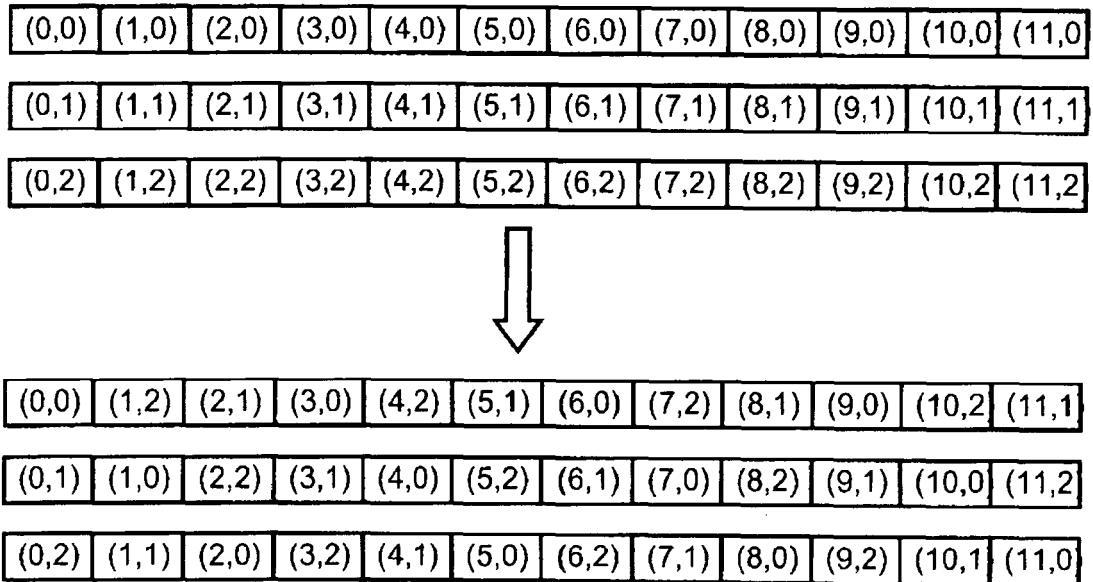 (0,0) (1,0) (2,0) (3,0) (4,0) (5,0) (6,0) (7,0) (8,0) (9,0) (10,0 (11,0
(0,1) (1,1) (2,1) (3,1) (4,1) (5,1) (6,1) (7,1) (8,1) (9,1) (10,1 (11,1
(0,2) (1,2) (2,2) (3,2) (4,2) (5,2) (6,2) (7,2) (8,2) (9,2) (10,2 (11,2
(0,0) (1,2) (2,1) (3,0) (4,2) (5,1) (6,0) (7,2) (8,1) (9,0) (10,2 (11,1
(0,1) (1,0) (2,2) (3,1) (4,0) (5,2) (6,1) (7,0) (8,2) (9,1) (10,0 (11,2
(0,2) (1,1) (2,0) (3,2) (4,1) (5,0) (6,2) (7,1) (8,0) (9,2) (10,1 (11,0